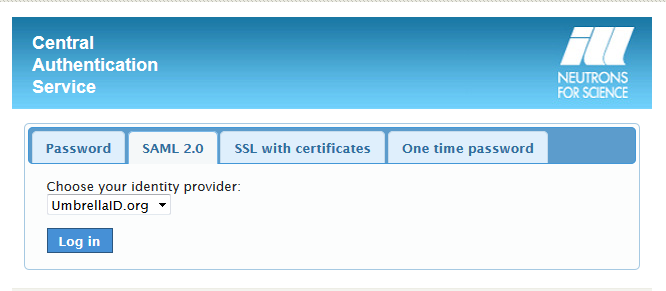 Central
Authentication
Service
ill
NEUTRONS
FOR SCIENCE
Password
SAML 2.0
SSL with certificates
One time password
Choose your identity provider:
UmbrellaID.org
Log in